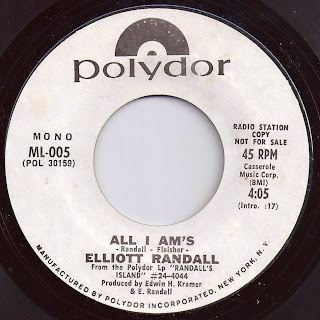 polydor
MONO
ML-005
(POL 30159)
RADIO STATION
COPY
NOT FOR SALE
45 RPM
Casserole
Music Corp.
(BMI)
4:05
(Intro. :17)
ALL I AM'S
- Randall - Fleisher -
ELLIOTT RANDALL
From the Polydor Lp "RANDALL'S
ISLAND" #24-4044
Produced by Edwin H. Kramer
& E. Randall
MANUFACTURED BY POLYDOR INCORPORATED, NEW YORK, N.Y.